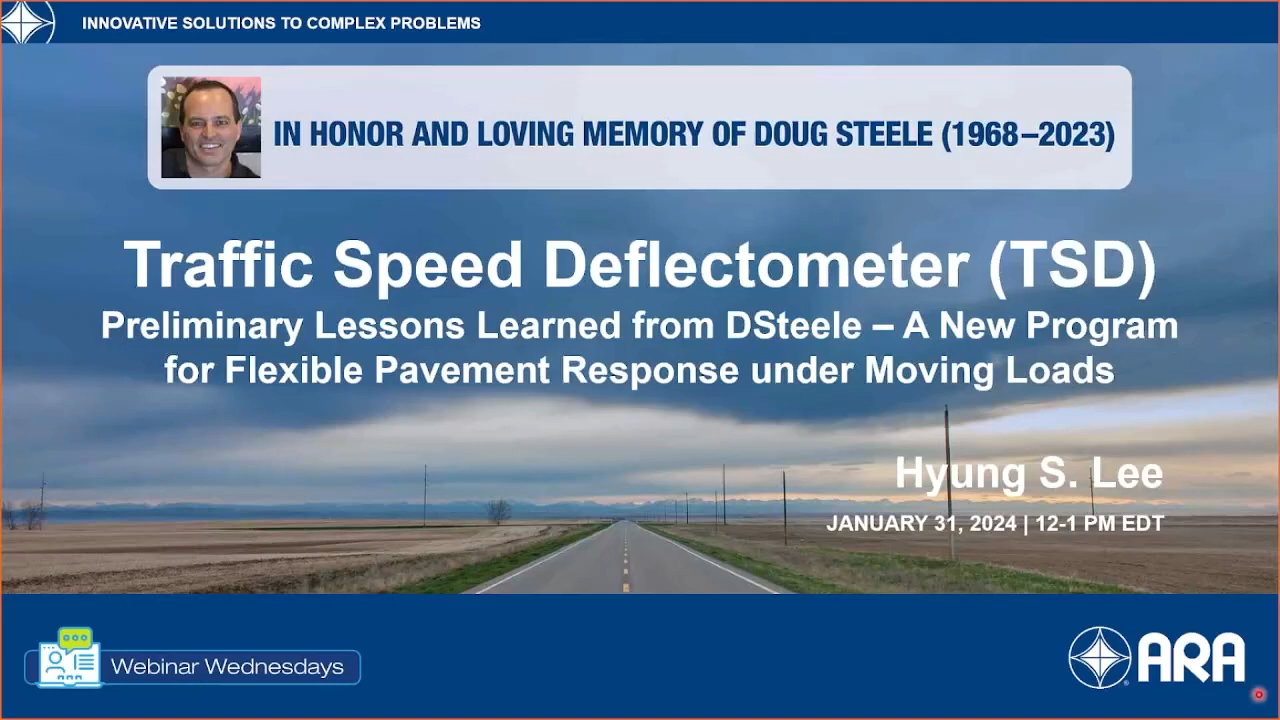 INNOVATIVE SOLUTIONS TO COMPLEX PROBLEMS
IN HONOR AND LOVING MEMORY OF DOUG STEELE (1968–2023)
Traffic Speed Deflectometer (TSD)
Preliminary Lessons Learned from DSteele – A New Program
for Flexible Pavement Response under Moving Loads
Hyung S. Lee
JANUARY 31, 2024 | 12-1 PM EDT
Webinar Wednesdays
ARA